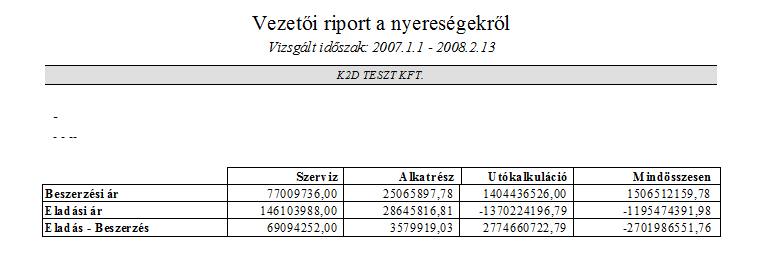 Vezetői riport a nyereségekről
Vizsgált időszak: 2007.1.1 - 2008.2.13
K2D TESZT KFT.
-
- - --
Szerviz Alkatrész Utókalkuláció Mindösszesen
Beszerzési ár 77009736,00 25065897,78 1404436526,00 1506512159,78
Eladási ár 146103988,00 28645816,81 -1370224196,79 -1195474391,98
Eladás - Beszerzés 69094252,00 3579919,03 2774660722,79 -2701986551,76